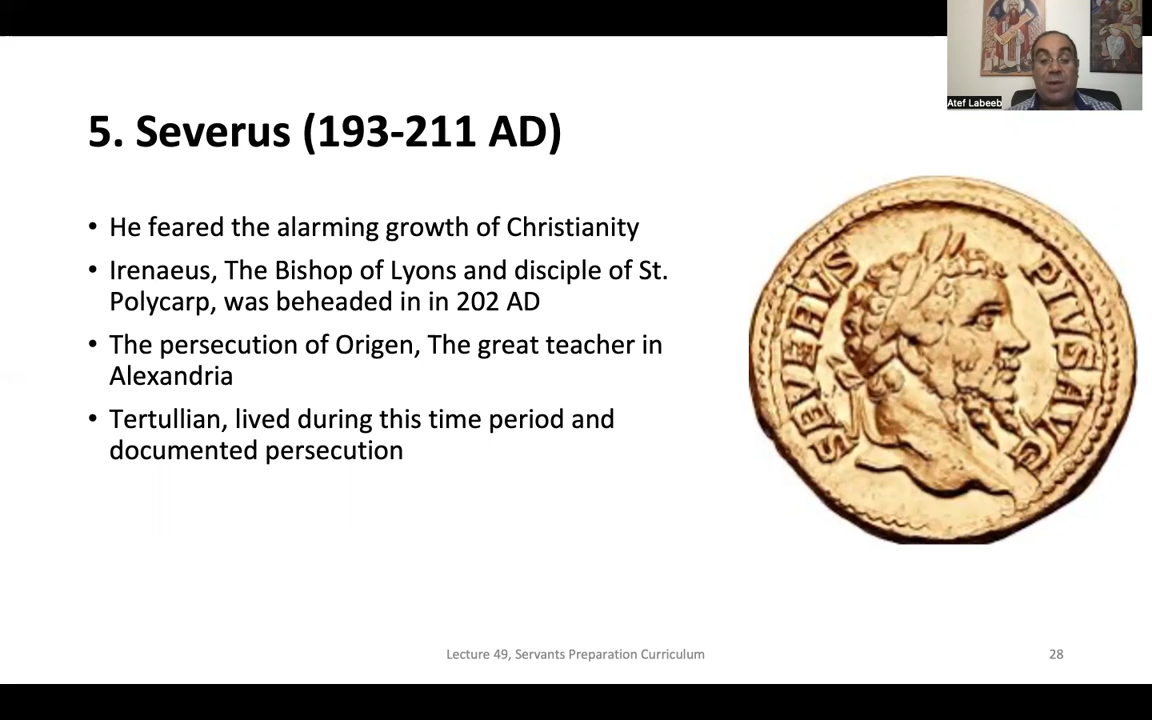 Atef Labeeb
5. Severus (193-211 AD)
• He feared the alarming growth of Christianity
• Irenaeus, The Bishop of Lyons and disciple of St.
Polycarp, was beheaded in in 202 AD
• The persecution of Origen, The great teacher in
Alexandria
• Tertullian, lived during this time period and
documented persecution
SEVERVS PIVS AVG
Lecture 49, Servants Preparation Curriculum
28